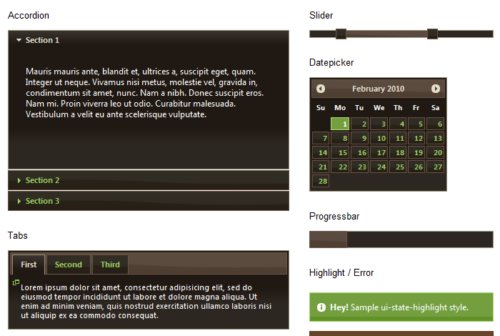 Accordion
Section 1
Mauris mauris ante, blandit et, ultrices a, suscipit eget, quam.
Integer ut neque. Vivamus nisi metus, molestie vel, gravida in,
condimentum sit amet, nunc. Nam a nibh. Donec suscipit eros.
Nam mi. Proin viverra leo ut odio. Curabitur malesuada.
Vestibulum a velit eu ante scelerisque vulputate.
Section 2
Section 3
Tabs
First Second Third
Lorem ipsum dolor sit amet, consectetur adipisicing elit, sed do
eiusmod tempor incididunt ut labore et dolore magna aliqua. Ut
enim ad minim veniam, quis nostrud exercitation ullamco laboris nisi
ut aliquip ex ea commodo consequat.
Slider
Datepicker
February 2010
Su Mo Tu We Th Fr Sa
1 2 3 4 5 6
7 8 9 10 11 12 13
14 15 16 17 18 19 20
21 22 23 24 25 26 27
28
Progressbar
Highlight / Error
Hey! Sample ui-state-highlight style.